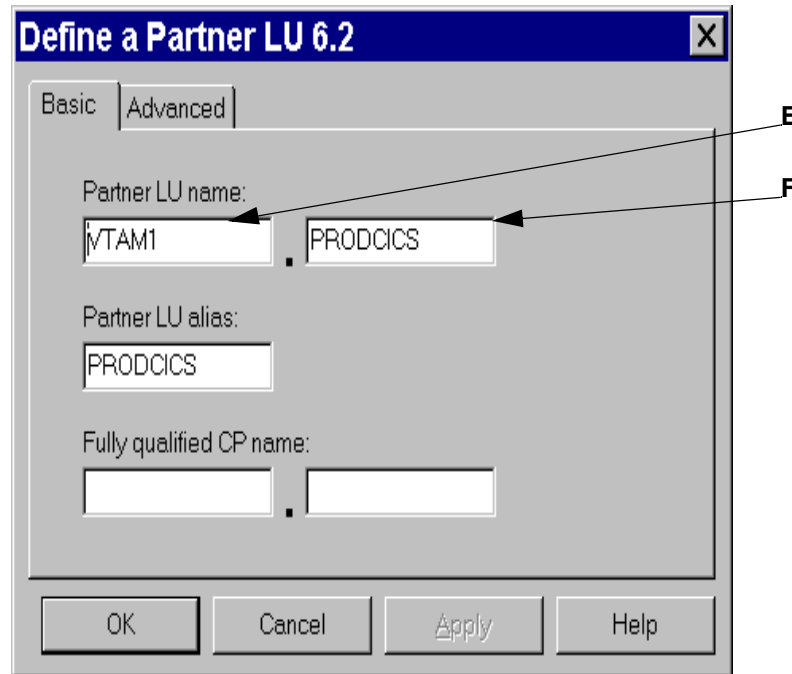 Define a Partner LU 6.2
Basic Advanced
E
Partner LU name:
F
VTAM1 . PRODCICS
Partner LU alias:
PRODCICS
Fully qualified CP name:
.
OK Cancel Apply Help